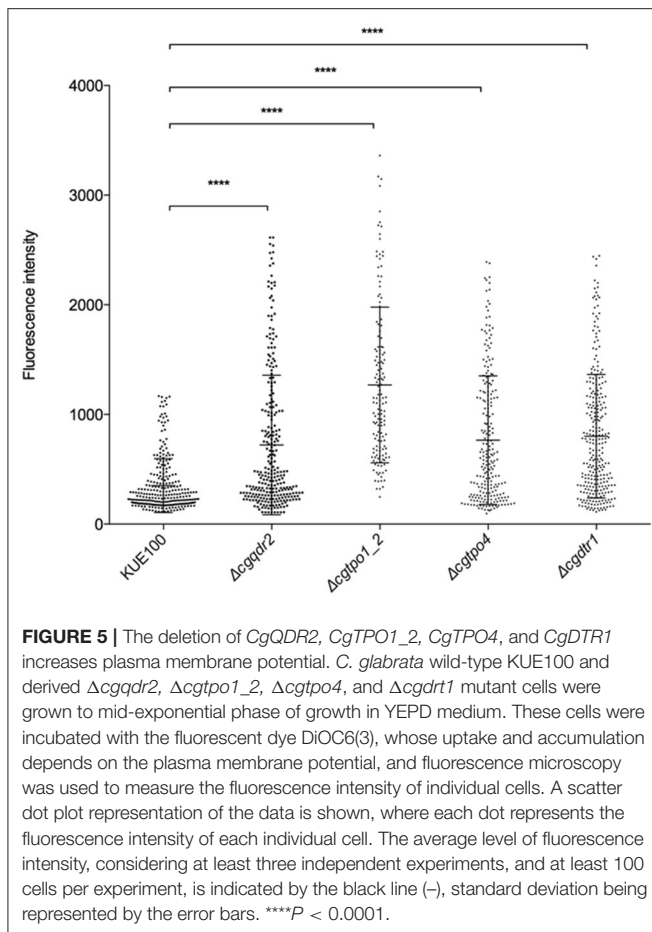 ****
****
****
****
4000
3000
2000
1000
0
Fluorescence intensity
KUE100
Δcgqdr2
Δcgtpo1_2
Δcgtpo4
Δcgdtr1
FIGURE 5 | The deletion of CgQDR2, CgTPO1_2, CgTPO4, and CgDTR1
increases plasma membrane potential. C. glabrata wild-type KUE100 and
derived Δcgqdr2, Δcgtpo1_2, Δcgtpo4, and Δcgdrt1 mutant cells were
grown to mid-exponential phase of growth in YEPD medium. These cells were
incubated with the fluorescent dye DiOC6(3), whose uptake and accumulation
depends on the plasma membrane potential, and fluorescence microscopy
was used to measure the fluorescence intensity of individual cells. A scatter
dot plot representation of the data is shown, where each dot represents the
fluorescence intensity of each individual cell. The average level of fluorescence
intensity, considering at least three independent experiments, and at least 100
cells per experiment, is indicated by the black line (–), standard deviation being
represented by the error bars. ****P < 0.0001.